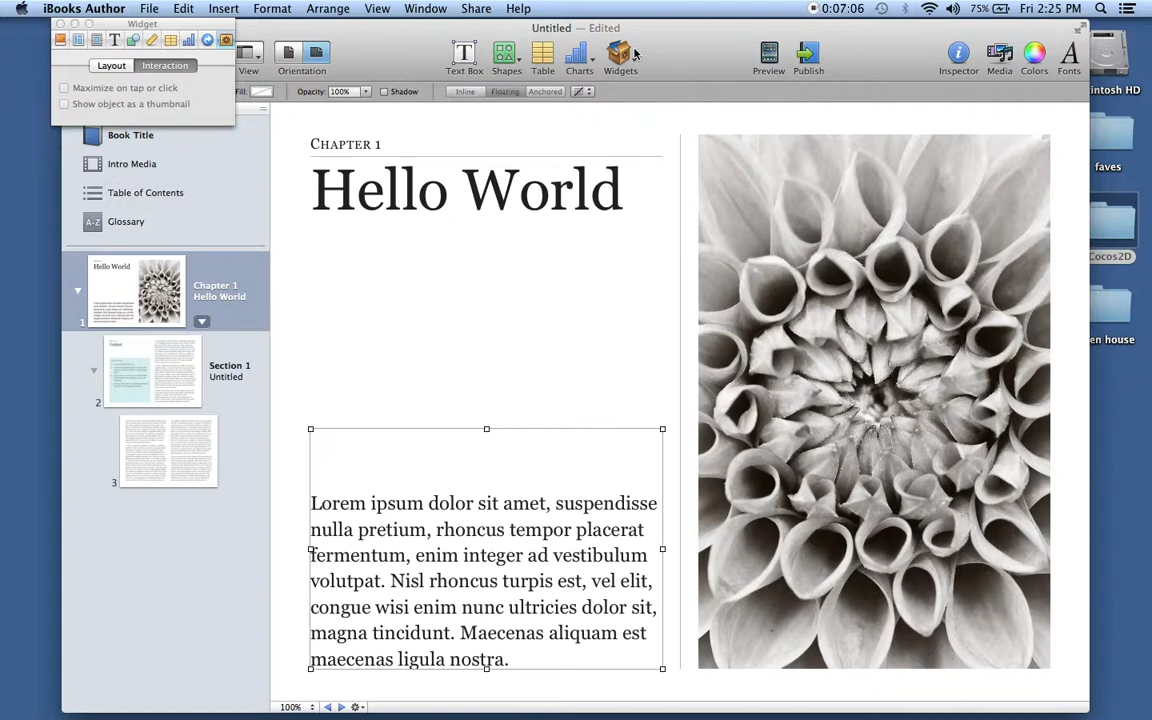 iBooks Author File Edit Insert Format Arrange View Window Share Help 0:07:06 75% Fri 2:25 PM
Widget
Untitled — Edited
Layout Interaction
Maximize on tap or click
Show object as a thumbnail
View Orientation Text Box Shapes Table Charts Widgets Preview Publish Inspector Media Colors Fonts
Fill: Opacity: 100% Shadow Inline Floating Anchored
Book Title
Intro Media
Table of Contents
A-Z Glossary
Hello World
Chapter 1
Hello World
1
Section 1
Untitled
2
3
Chapter 1
Hello World
Lorem ipsum dolor sit amet, suspendisse
nulla pretium, rhoncus tempor placerat
fermentum, enim integer ad vestibulum
volutpat. Nisl rhoncus turpis est, vel elit,
congue wisi enim nunc ultricies dolor sit,
magna tincidunt. Maecenas aliquam est
maecenas ligula nostra.
100%
intosh HD
faves
Cocos2D
en house